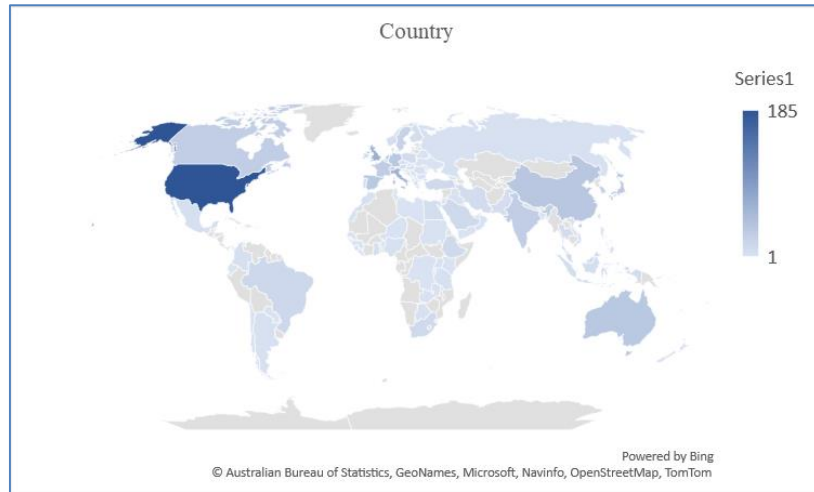 Country
Series1
185
1
Powered by Bing
© Australian Bureau of Statistics, GeoNames, Microsoft, Navinfo, OpenStreetMap, TomTom